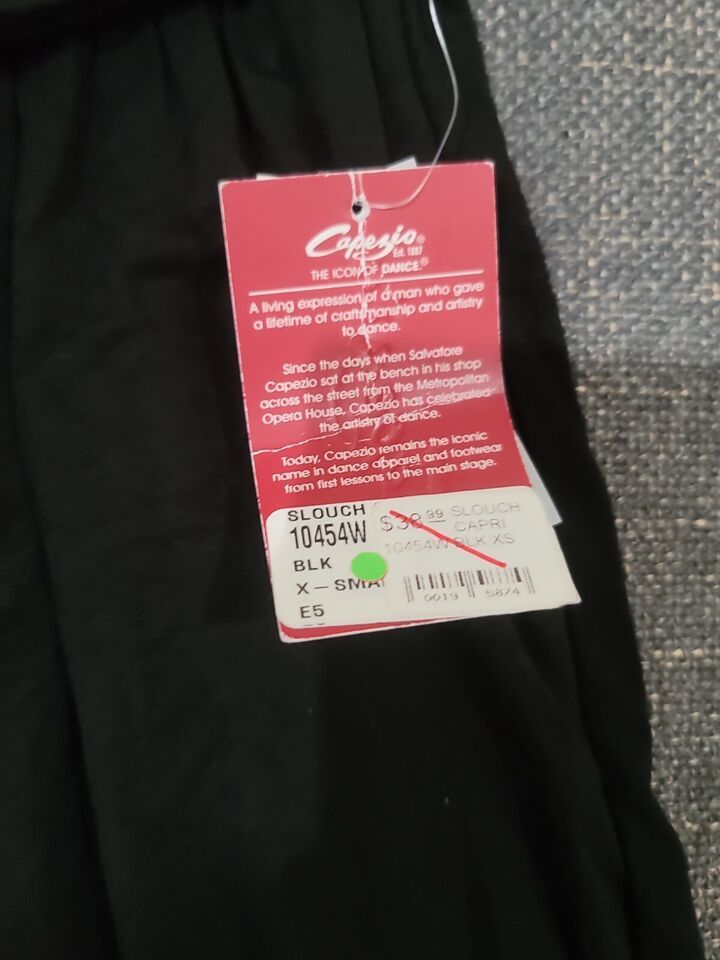 Capezio®
Est. 1887
THE ICON OF DANCE.®
A living expression of a man who gave
a lifetime of craftsmanship and artistry
to dance.
Since the days when Salvatore
Capezio sat at the bench in his shop
across the street from the Metropolitan
Opera House, Capezio has celebrated
the artistry of dance.
Today, Capezio remains the iconic
name in dance apparel and footwear
from first lessons to the main stage.
SLOUCH
10454W
BLK
X-SMA
E5
99 SLOUCH
CAPRI
10454W BLK XS
0019 5874